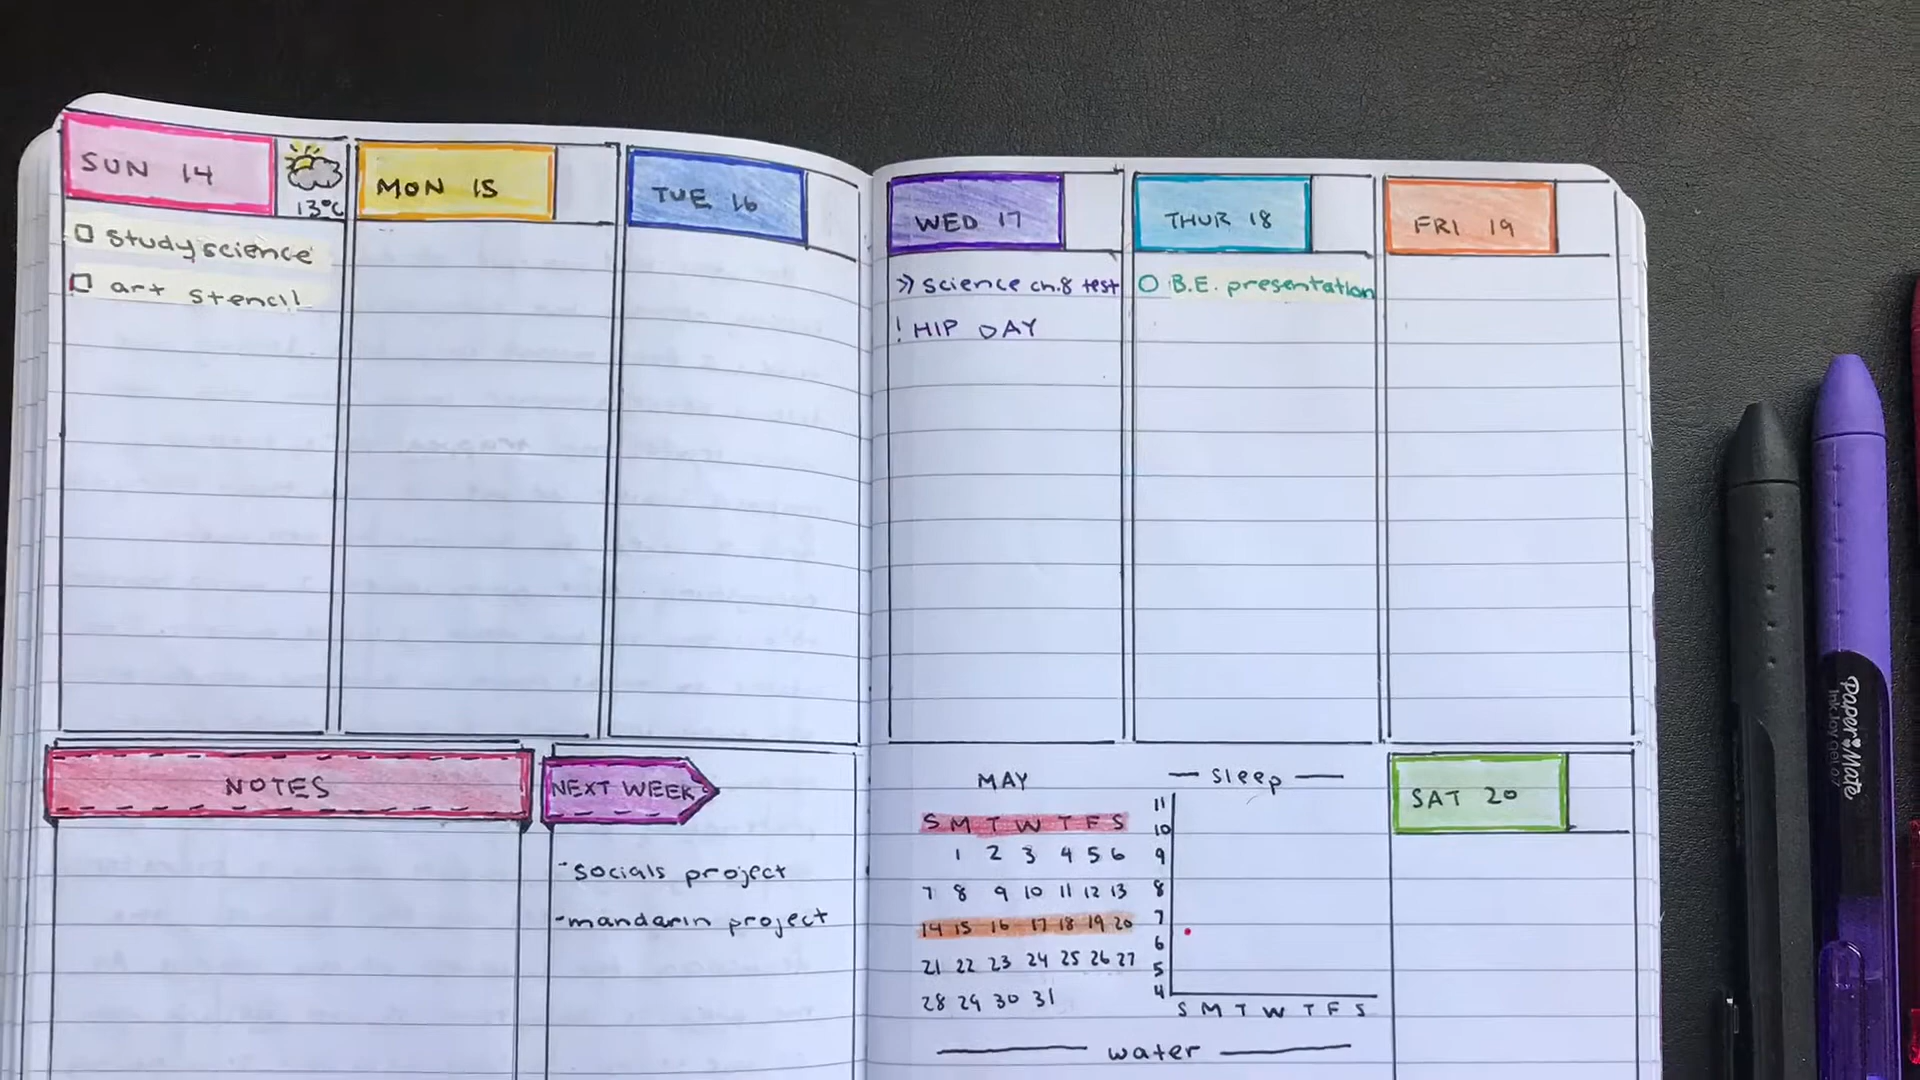 SUN 14
13°C
□ study science
□ art stencil
MON 15
TUE 16
WED 17
» science ch.8 test
! HIP DAY
THUR 18
○ B.E. presentation
FRI 19
NOTES
NEXT WEEK
-socials project
-mandarin project
MAY
S M T W T F S
1 2 3 4 5 6
7 8 9 10 11 12 13
14 15 16 17 18 19 20
21 22 23 24 25 26 27
28 29 30 31
sleep
11
10
9
8
7
6
5
4
S M T W T F S
water
SAT 20
Paper Mate
InkJoy gel 0.7